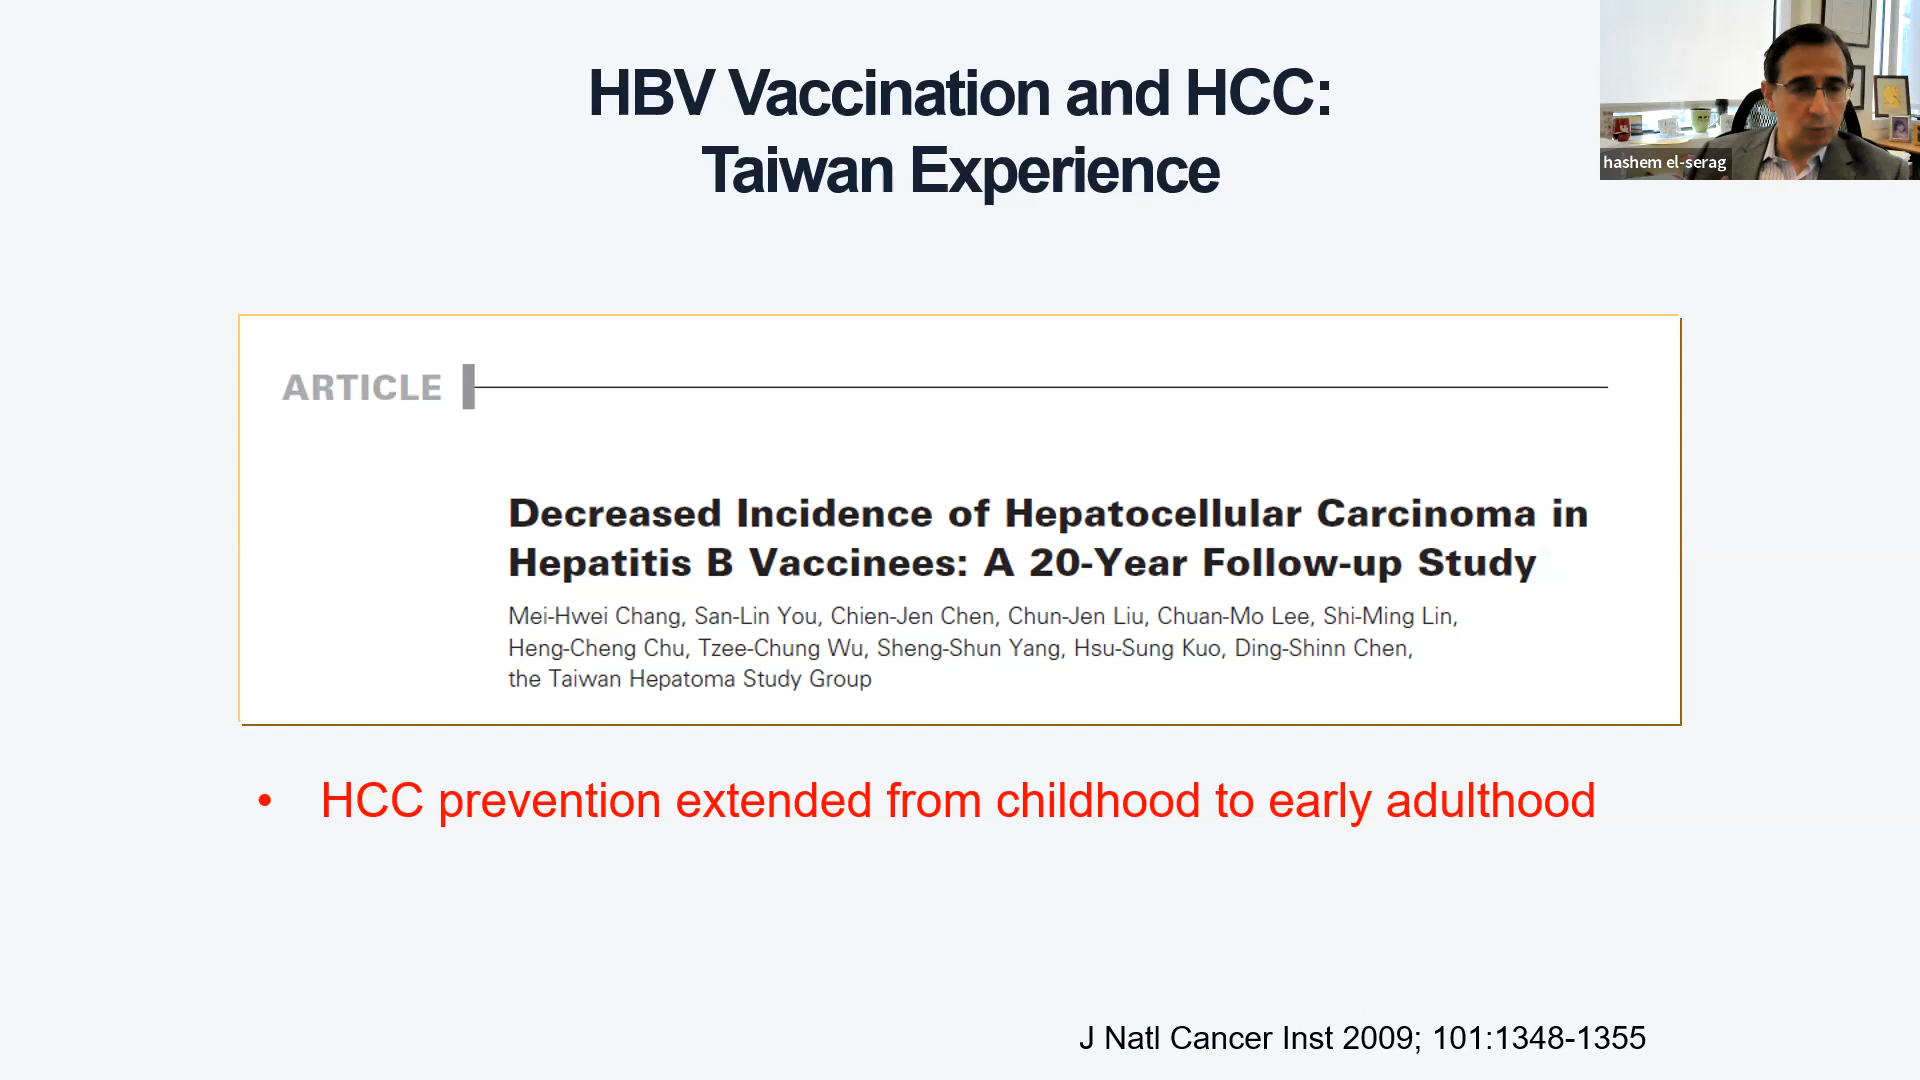 HBV Vaccination and HCC:
Taiwan Experience
hashem el-serag
ARTICLE
Decreased Incidence of Hepatocellular Carcinoma in
Hepatitis B Vaccinees: A 20-Year Follow-up Study
Mei-Hwei Chang, San-Lin You, Chien-Jen Chen, Chun-Jen Liu, Chuan-Mo Lee, Shi-Ming Lin,
Heng-Cheng Chu, Tzee-Chung Wu, Sheng-Shun Yang, Hsu-Sung Kuo, Ding-Shinn Chen,
the Taiwan Hepatoma Study Group
• HCC prevention extended from childhood to early adulthood
J Natl Cancer Inst 2009; 101:1348-1355